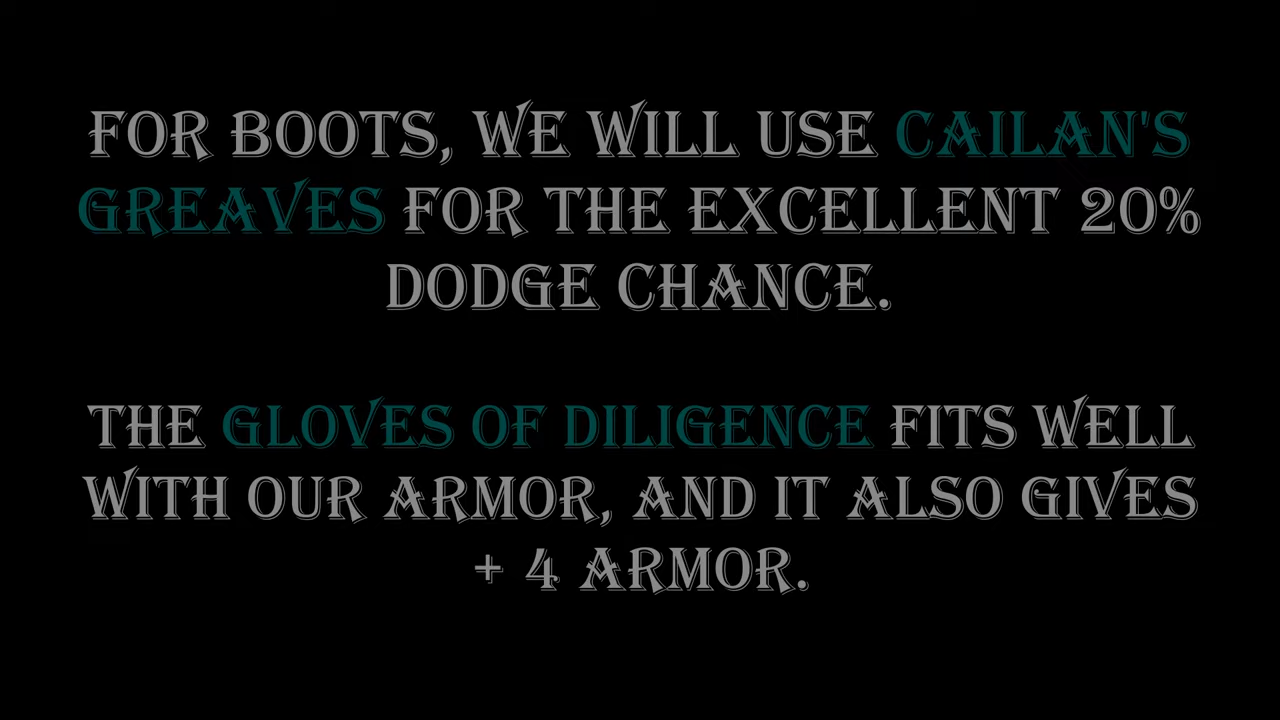 FOR BOOTS, WE WILL USE CAILAN'S
GREAVES FOR THE EXCELLENT 20%
DODGE CHANCE.
THE GLOVES OF DILIGENCE FITS WELL
WITH OUR ARMOR, AND IT ALSO GIVES
+ 4 ARMOR.